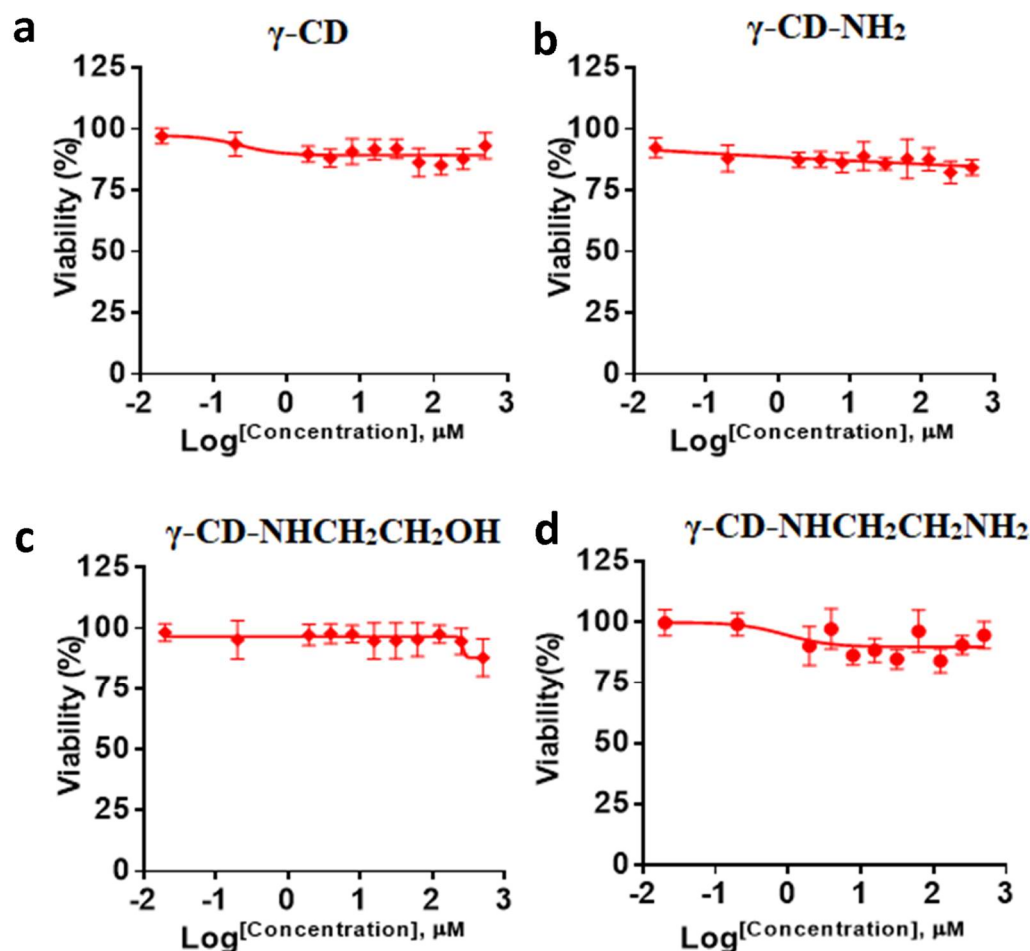 a
γ-CD
125
100
75
50
25
0
Viability (%)
-2 -1 0 1 2 3
Log[Concentration], μM
b
γ-CD-NH₂
125
100
75
50
25
0
Viability (%)
-2 -1 0 1 2 3
Log[Concentration], μM
c
γ-CD-NHCH₂CH₂OH
125
100
75
50
25
0
Viability (%)
-2 -1 0 1 2 3
Log[Concentration], μM
d
γ-CD-NHCH₂CH₂NH₂
125
100
75
50
25
0
Viability(%)
-2 -1 0 1 2 3
Log[Concentration], μM